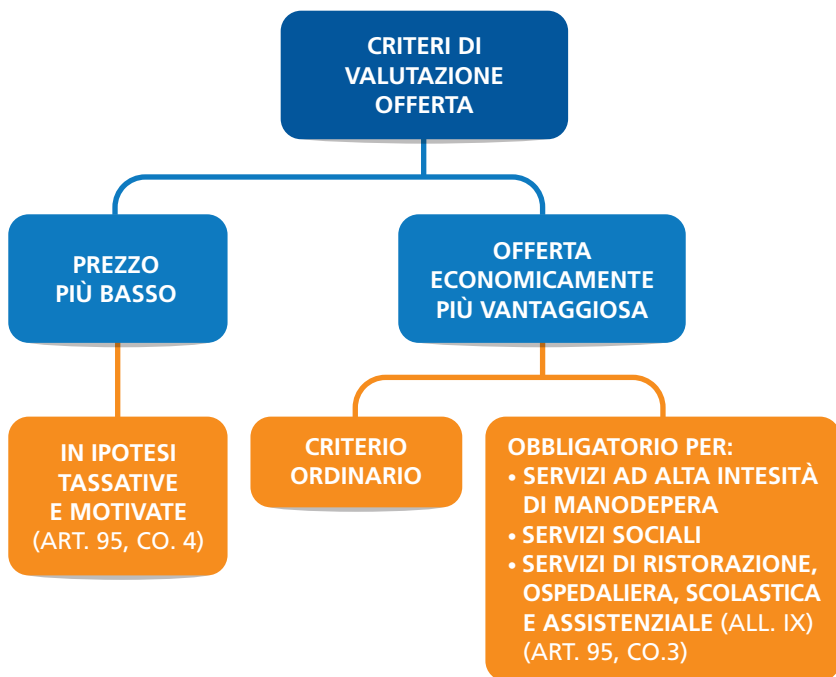 CRITERI DI
VALUTAZIONE
OFFERTA
PREZZO
PIÙ BASSO
OFFERTA
ECONOMICAMENTE
PIÙ VANTAGGIOSA
IN IPOTESI
TASSATIVE
E MOTIVATE
(ART. 95, CO. 4)
CRITERIO
ORDINARIO
OBBLIGATORIO PER:
• SERVIZI AD ALTA INTESITÀ
DI MANODEPERA
• SERVIZI SOCIALI
• SERVIZI DI RISTORAZIONE,
OSPEDALIERA, SCOLASTICA
E ASSISTENZIALE (ALL. IX)
(ART. 95, CO.3)